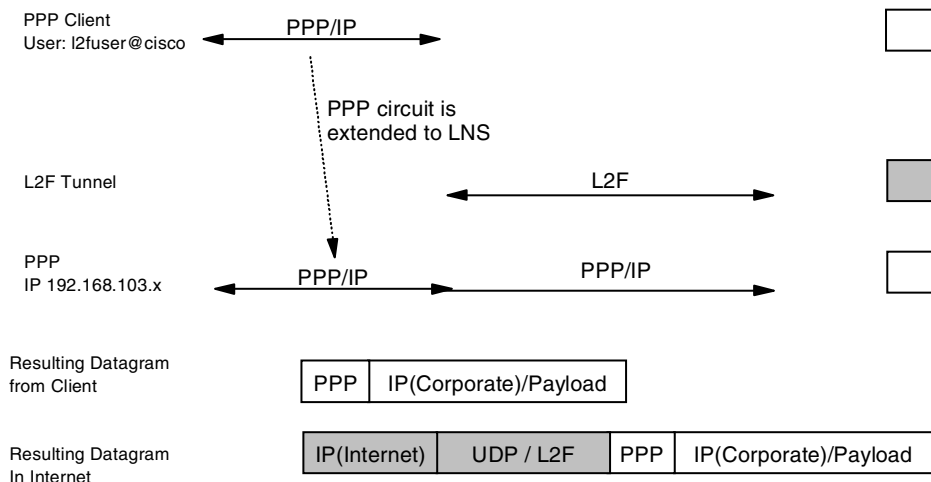 PPP Client
User: l2fuser@cisco
PPP/IP
PPP circuit is
extended to LNS
L2F Tunnel
L2F
PPP
IP 192.168.103.x
PPP/IP
PPP/IP
Resulting Datagram
from Client
PPP
IP(Corporate)/Payload
Resulting Datagram
In Internet
IP(Internet)
UDP / L2F
PPP
IP(Corporate)/Payload